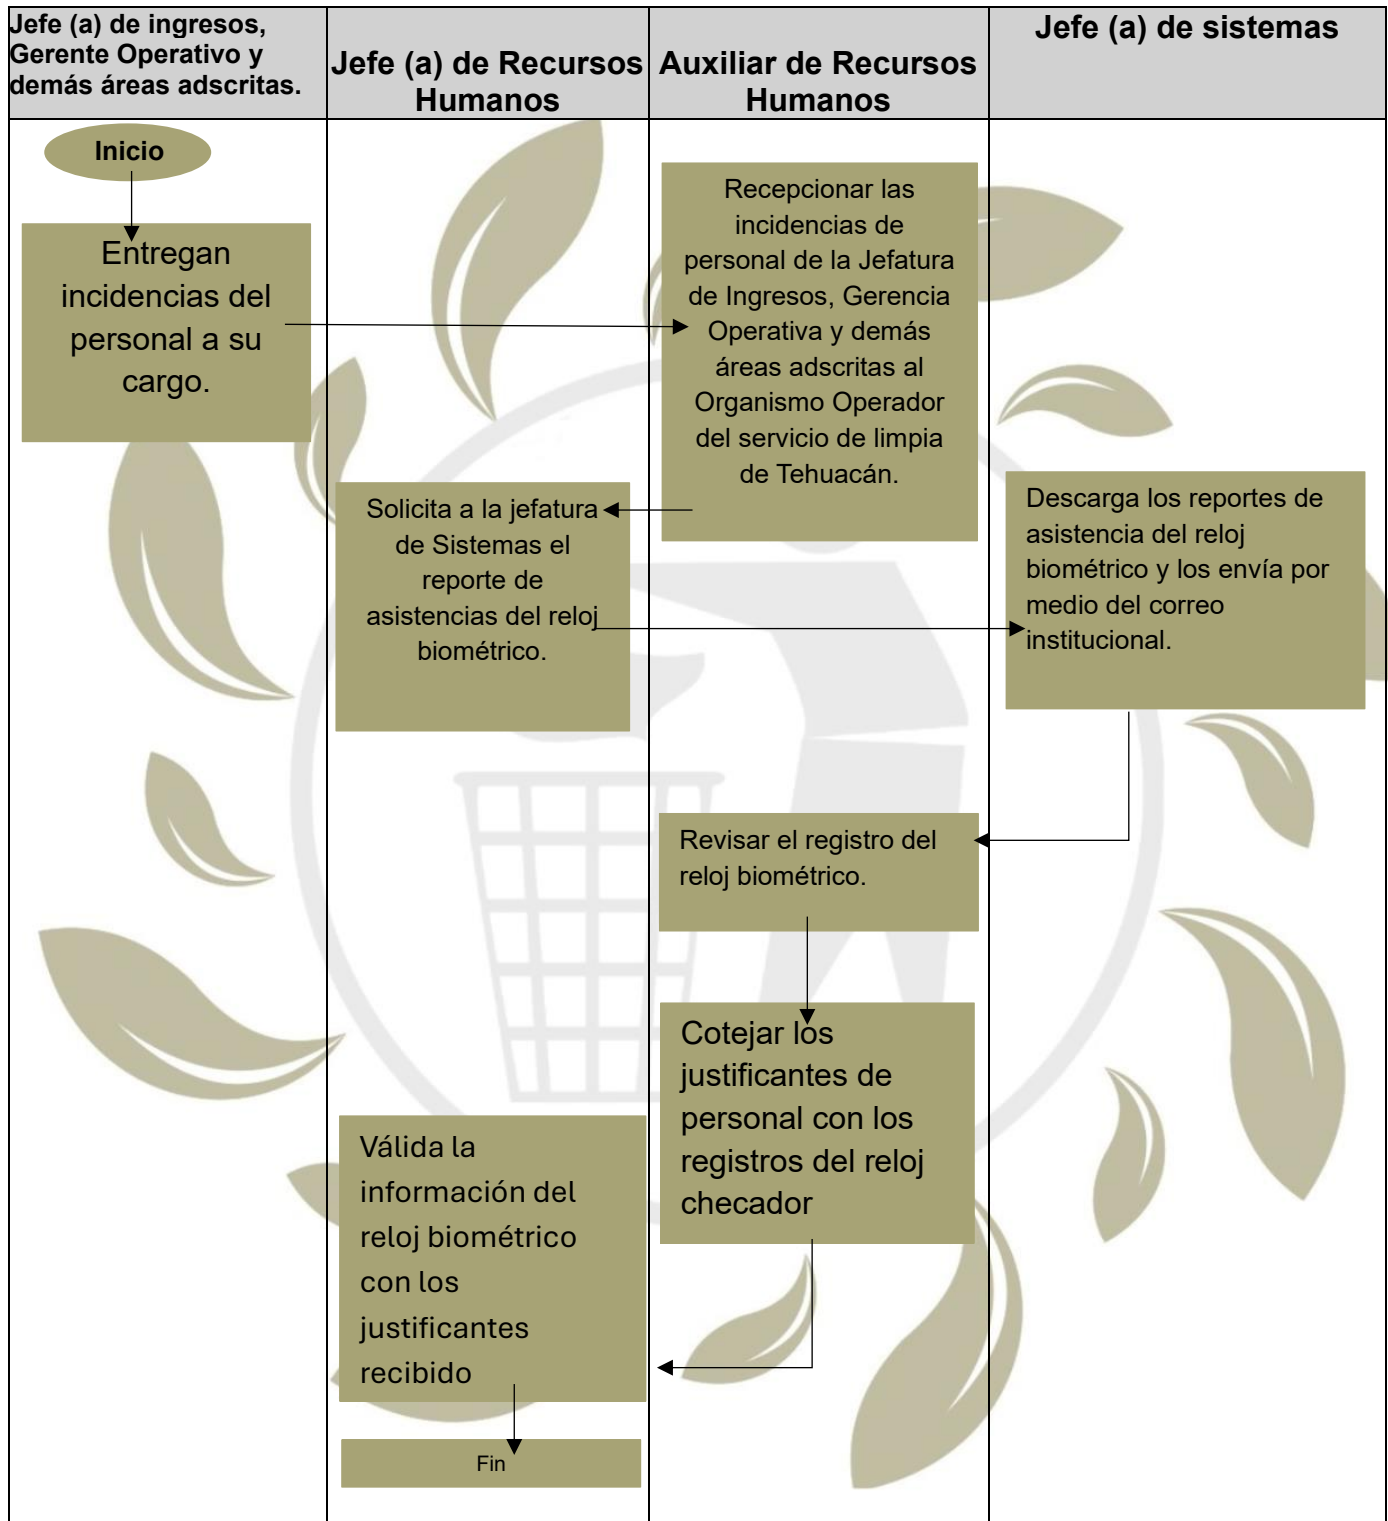 Jefe (a) de ingresos,
Gerente Operativo y
demás áreas adscritas.
Jefe (a) de Recursos
Humanos
Auxiliar de Recursos
Humanos
Jefe (a) de sistemas
Inicio
Entregan
incidencias del
personal a su
cargo.
Recepcionar las
incidencias de
personal de la Jefatura
de Ingresos, Gerencia
Operativa y demás
áreas adscritas al
Organismo Operador
del servicio de limpia
de Tehuacán.
Solicita a la jefatura
de Sistemas el
reporte de
asistencias del reloj
biométrico.
Descarga los reportes de
asistencia del reloj
biométrico y los envía por
medio del correo
institucional.
Revisar el registro del
reloj biométrico.
Cotejar los
justificantes de
personal con los
registros del reloj
checador
Válida la
información del
reloj biométrico
con los
justificantes
recibido
Fin